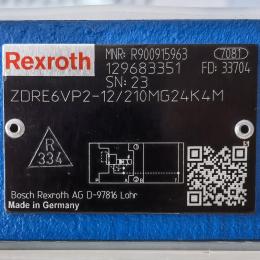 Rexroth
MNR: R900915963 7081
129683351 FD: 33704
SN: 23
ZDRE6VP2-12/210MG24K4M
R
334
Bosch Rexroth AG D-97816 Lohr
Made in Germany